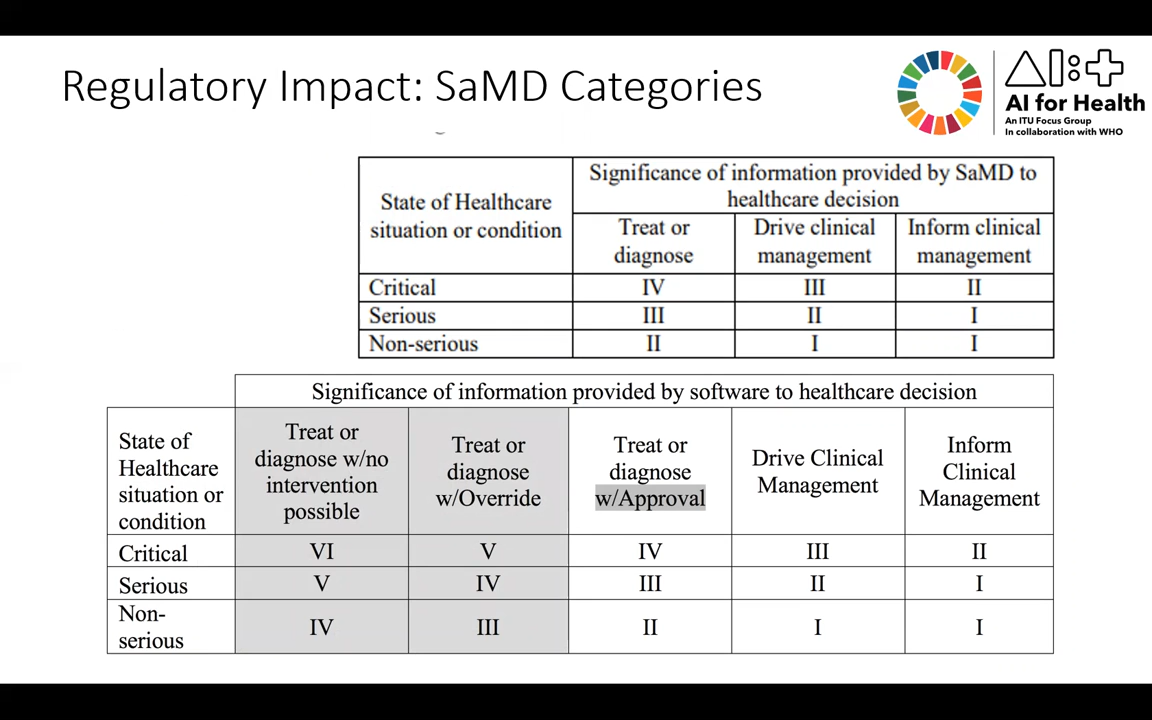 Regulatory Impact: SaMD Categories
AI for Health
An ITU Focus Group
In collaboration with WHO
State of Healthcare
situation or condition
Significance of information provided by SaMD to
healthcare decision
Treat or
diagnose
Drive clinical
management
Inform clinical
management
Critical IV III II
Serious III II I
Non-serious II I I
Significance of information provided by software to healthcare decision
State of
Healthcare
situation or
condition
Treat or
diagnose w/no
intervention
possible
Treat or
diagnose
w/Override
Treat or
diagnose
w/Approval
Drive Clinical
Management
Inform
Clinical
Management
Critical VI V IV III II
Serious V IV III II I
Non-
serious IV III II I I